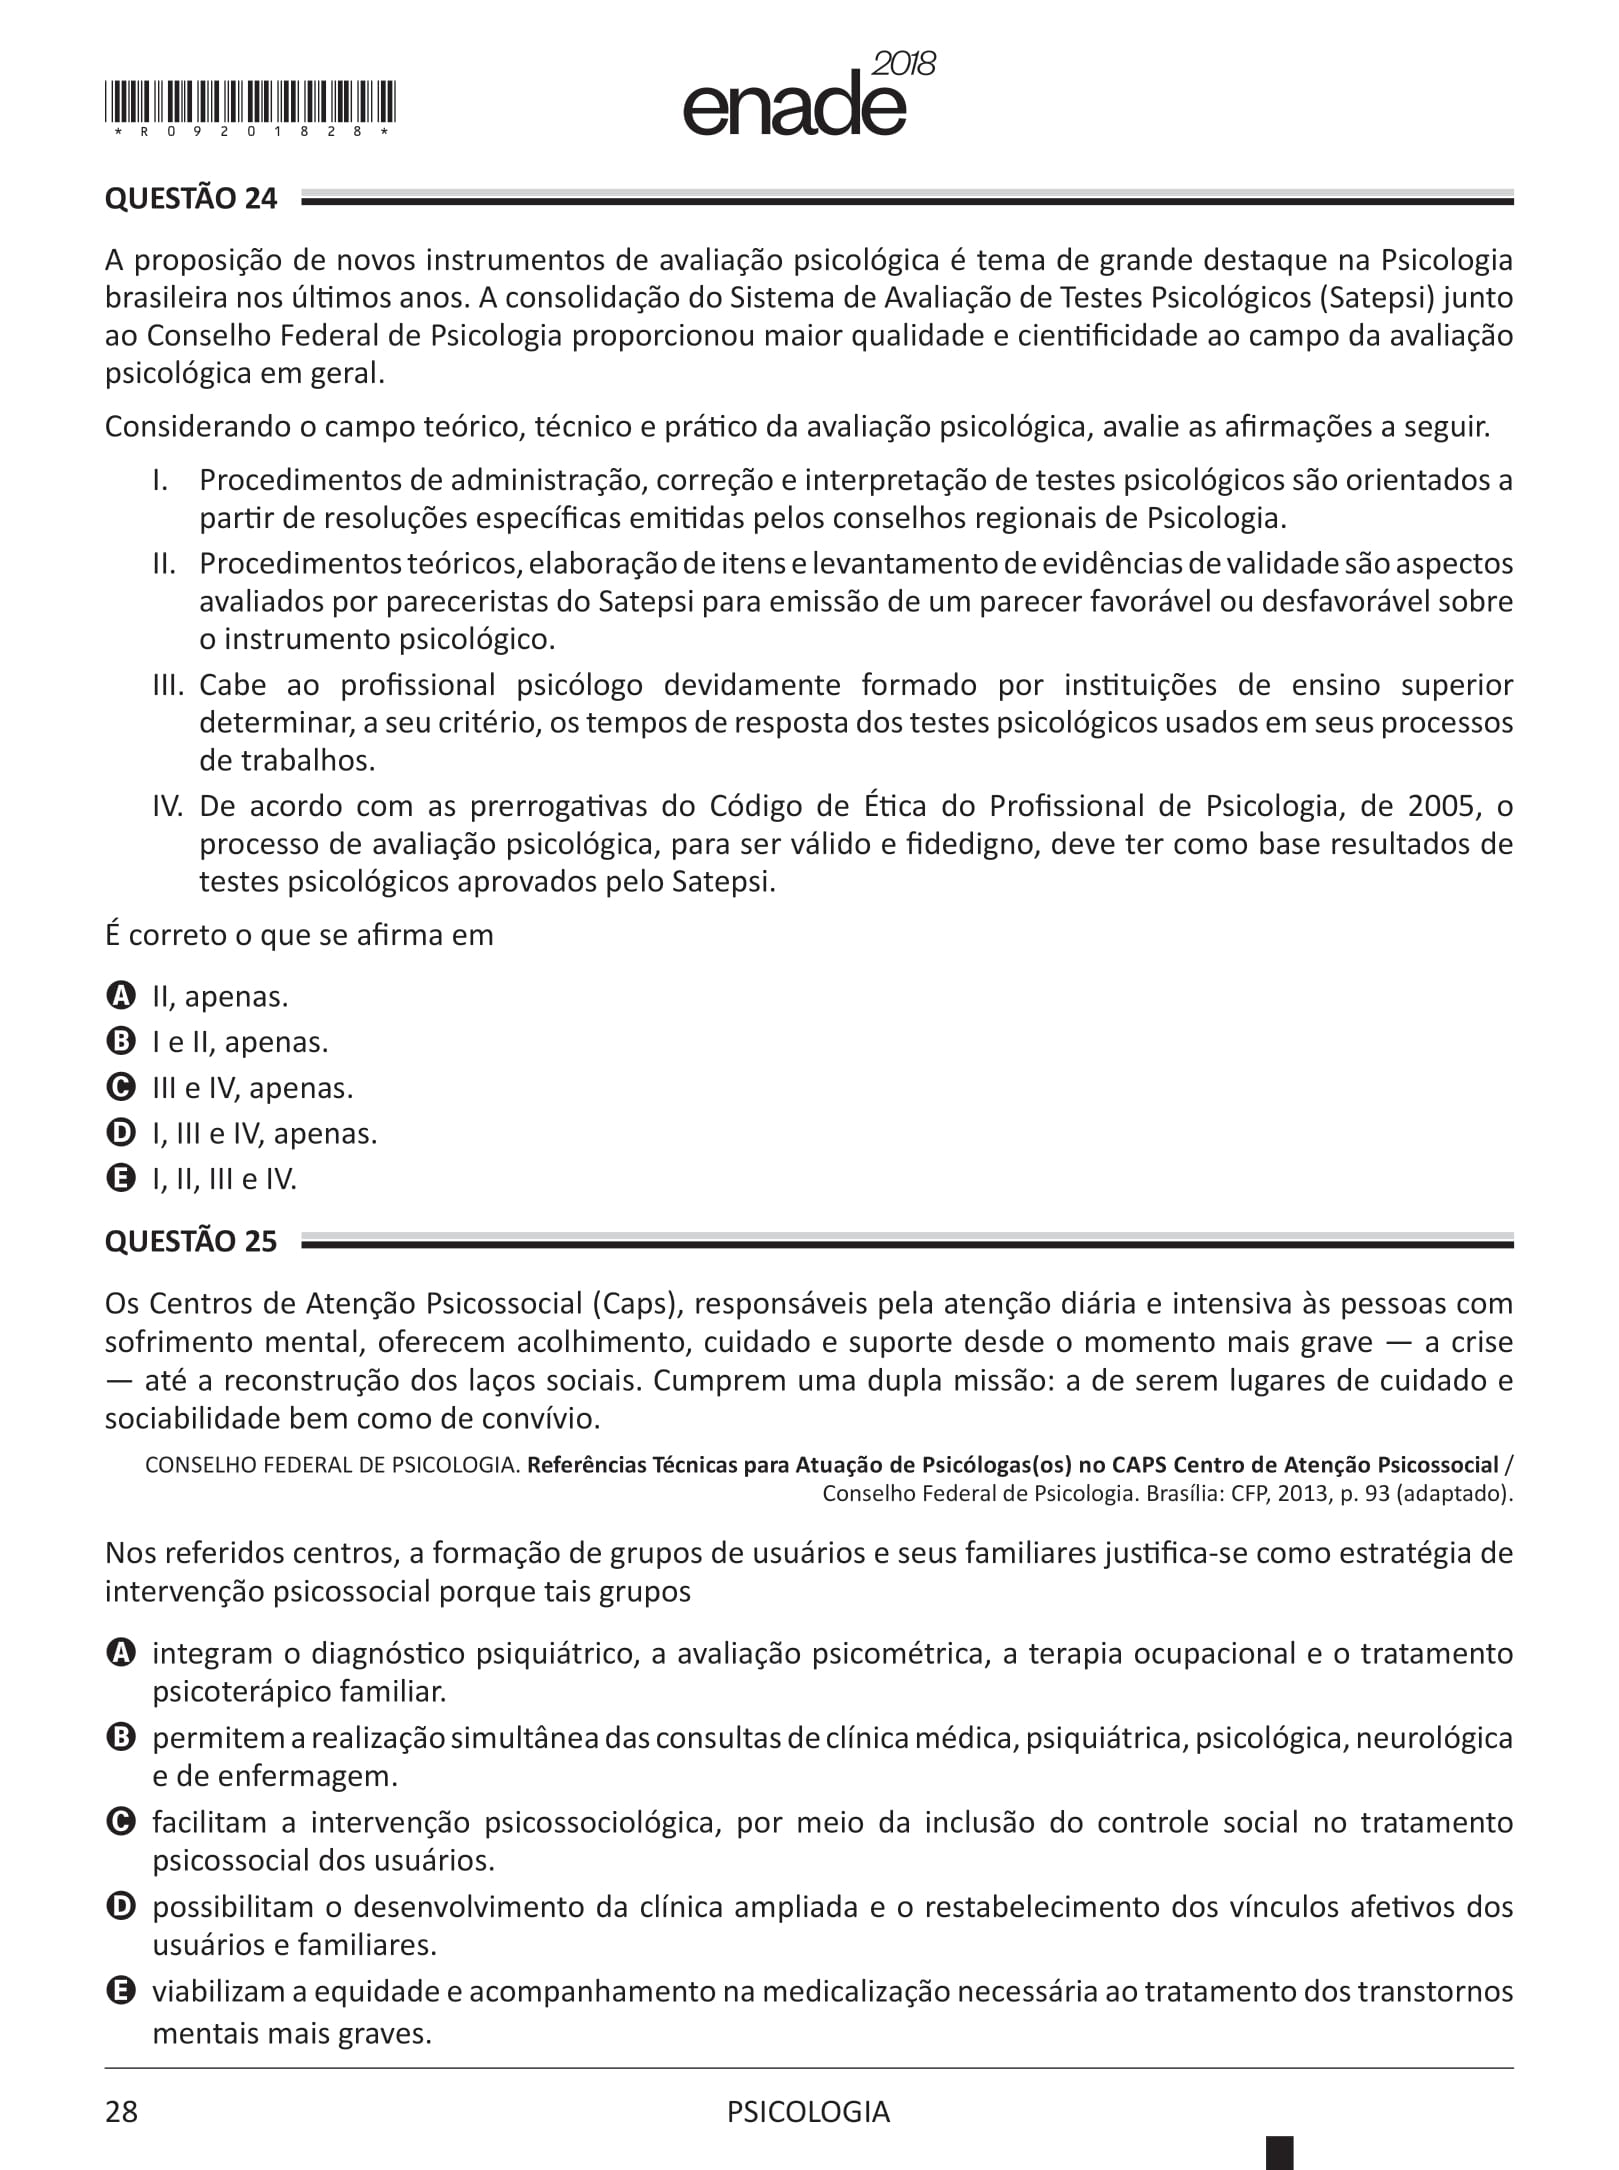 enade2018
* R 0 9 2 0 1 8 2 8 *
QUESTÃO 24
A proposição de novos instrumentos de avaliação psicológica é tema de grande destaque na Psicologia
brasileira nos últimos anos. A consolidação do Sistema de Avaliação de Testes Psicológicos (Satepsi) junto
ao Conselho Federal de Psicologia proporcionou maior qualidade e cientificidade ao campo da avaliação
psicológica em geral.
Considerando o campo teórico, técnico e prático da avaliação psicológica, avalie as afirmações a seguir.
I. Procedimentos de administração, correção e interpretação de testes psicológicos são orientados a
partir de resoluções específicas emitidas pelos conselhos regionais de Psicologia.
II. Procedimentos teóricos, elaboração de itens e levantamento de evidências de validade são aspectos
avaliados por pareceristas do Satepsi para emissão de um parecer favorável ou desfavorável sobre
o instrumento psicológico.
III. Cabe ao profissional psicólogo devidamente formado por instituições de ensino superior
determinar, a seu critério, os tempos de resposta dos testes psicológicos usados em seus processos
de trabalhos.
IV. De acordo com as prerrogativas do Código de Ética do Profissional de Psicologia, de 2005, o
processo de avaliação psicológica, para ser válido e fidedigno, deve ter como base resultados de
testes psicológicos aprovados pelo Satepsi.
É correto o que se afirma em
A II, apenas.
B I e II, apenas.
C III e IV, apenas.
D I, III e IV, apenas.
E I, II, III e IV.
QUESTÃO 25
Os Centros de Atenção Psicossocial (Caps), responsáveis pela atenção diária e intensiva às pessoas com
sofrimento mental, oferecem acolhimento, cuidado e suporte desde o momento mais grave — a crise
— até a reconstrução dos laços sociais. Cumprem uma dupla missão: a de serem lugares de cuidado e
sociabilidade bem como de convívio.
CONSELHO FEDERAL DE PSICOLOGIA. Referências Técnicas para Atuação de Psicólogas(os) no CAPS Centro de Atenção Psicossocial /
Conselho Federal de Psicologia. Brasília: CFP, 2013, p. 93 (adaptado).
Nos referidos centros, a formação de grupos de usuários e seus familiares justifica-se como estratégia de
intervenção psicossocial porque tais grupos
A integram o diagnóstico psiquiátrico, a avaliação psicométrica, a terapia ocupacional e o tratamento
psicoterápico familiar.
B permitem a realização simultânea das consultas de clínica médica, psiquiátrica, psicológica, neurológica
e de enfermagem.
C facilitam a intervenção psicossociológica, por meio da inclusão do controle social no tratamento
psicossocial dos usuários.
D possibilitam o desenvolvimento da clínica ampliada e o restabelecimento dos vínculos afetivos dos
usuários e familiares.
E viabilizam a equidade e acompanhamento na medicalização necessária ao tratamento dos transtornos
mentais mais graves.
28
PSICOLOGIA